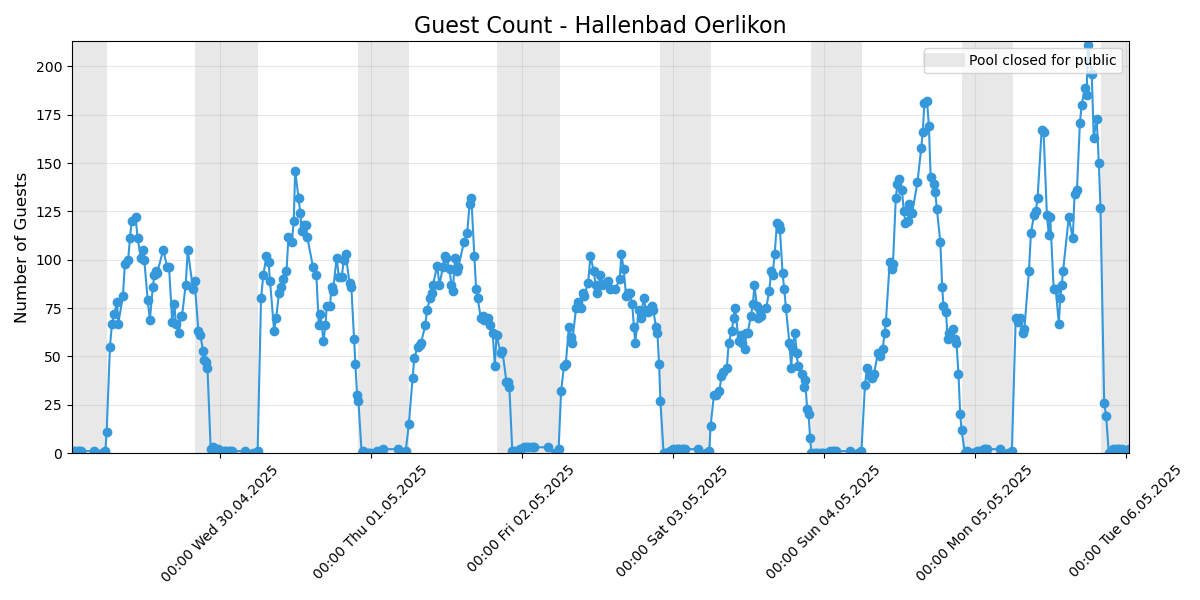 Guest Count - Hallenbad Oerlikon
Pool closed for public
Number of Guests
200
175
150
125
100
75
50
25
0
00:00 Wed 30.04.2025
00:00 Thu 01.05.2025
00:00 Fri 02.05.2025
00:00 Sat 03.05.2025
00:00 Sun 04.05.2025
00:00 Mon 05.05.2025
00:00 Tue 06.05.2025